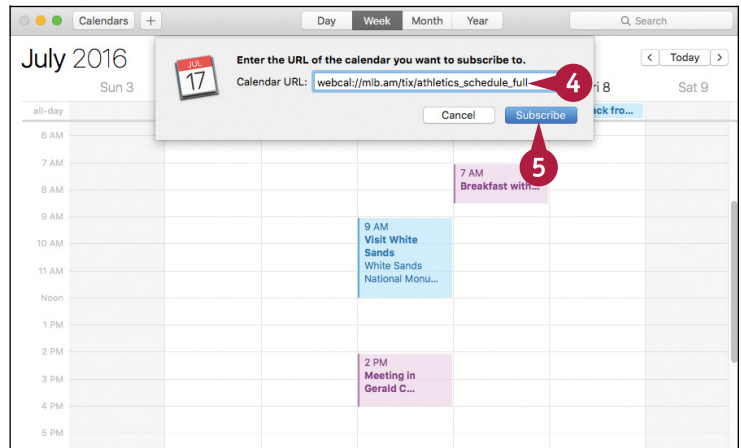 Calendars +
Day Week Month Year
Search
July 2016
< Today >
JUL
17
Enter the URL of the calendar you want to subscribe to.
Calendar URL: webcal://mlb.am/tix/athletics_schedule_full
4
Cancel Subscribe
5
Sun 3
8
Sat 9
all-day
6 AM
7 AM
8 AM
9 AM
10 AM
11 AM
Noon
1 PM
2 PM
3 PM
4 PM
5 PM
7 AM
Breakfast with...
9 AM
Visit White
Sands
White Sands
National Monu...
2 PM
Meeting in
Gerald C...